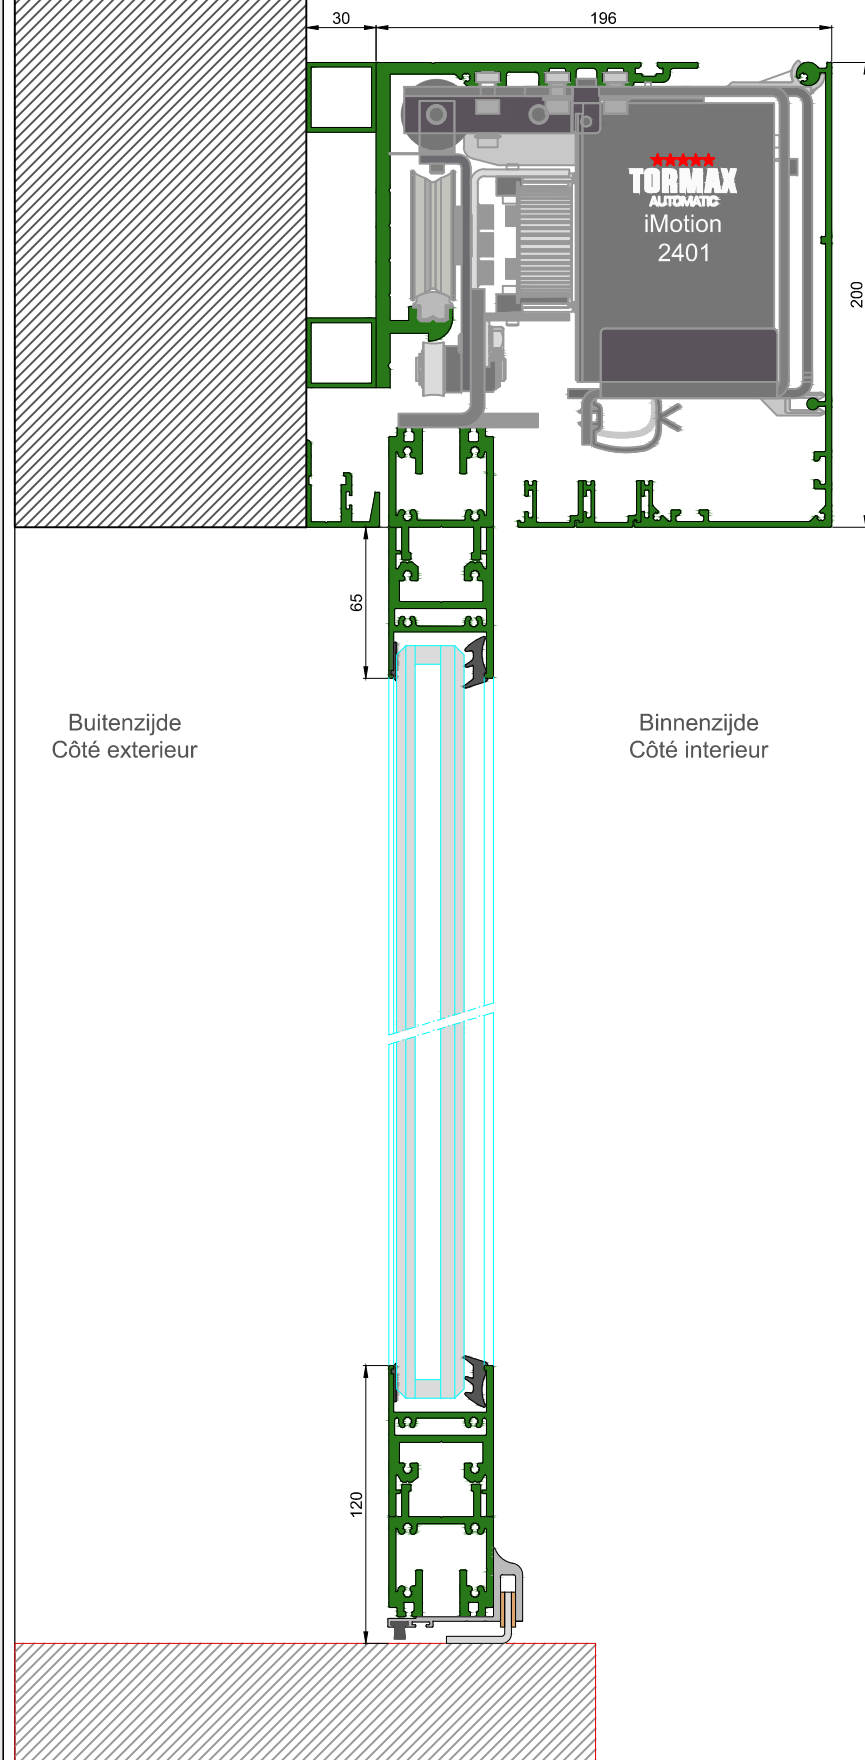 30
196
TORMAX
AUTOMATIC
iMotion
2401
200
65
Buitenzijde
Côté exterieur
Binnenzijde
Côté interieur
120